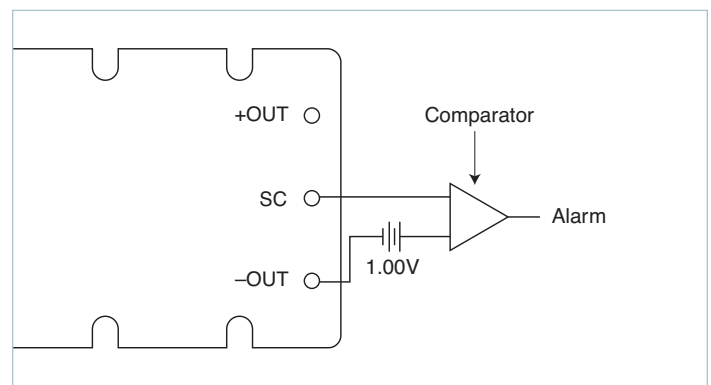 +OUT
Comparator
SC
Alarm
1.00V
–OUT